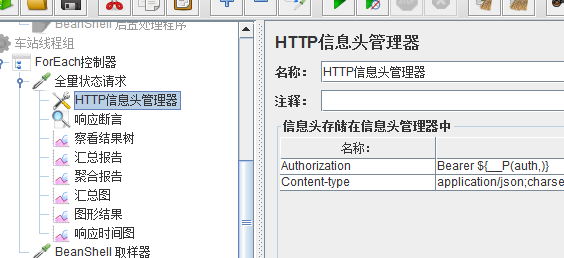 BeanShell 后置处理程序
车站线程组
ForEach控制器
全量状态请求
HTTP信息头管理器
响应断言
察看结果树
汇总报告
聚合报告
汇总图
图形结果
响应时间图
BeanShell 取样器
HTTP信息头管理器
名称： HTTP信息头管理器
注释：
信息头存储在信息头管理器中
名称：
Authorization Bearer ${__P(auth,)}
Content-type application/json;charse